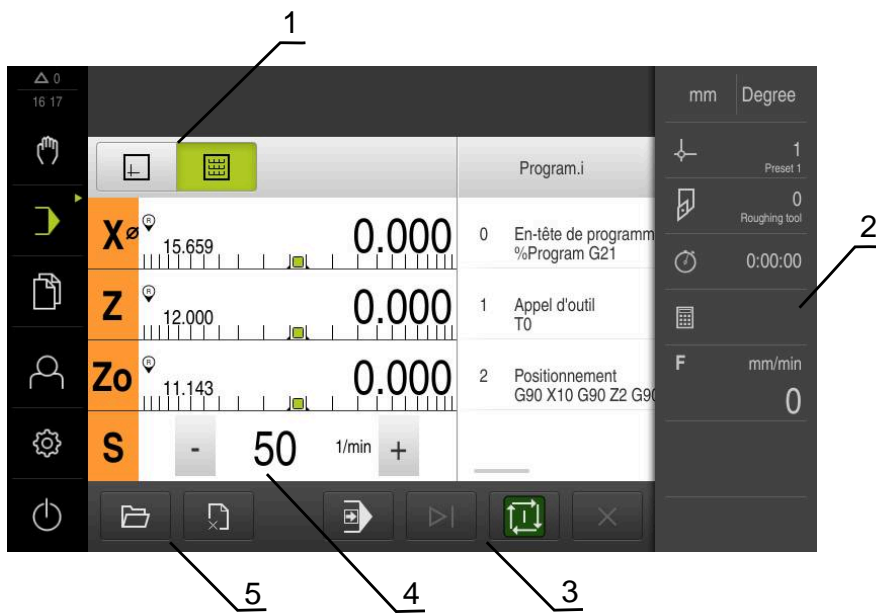 1
0
16 17
mm Degree
1
Preset 1
0
Roughing tool
0:00:00
F mm/min
0
2
Program.i
X⌀ R 15.659 0.000
Z R 12.000 0.000
Zo R 11.143 0.000
S - 50 1/min +
0 En-tête de programm
%Program G21
1 Appel d'outil
T0
2 Positionnement
G90 X10 G90 Z2 G90
5
4
3